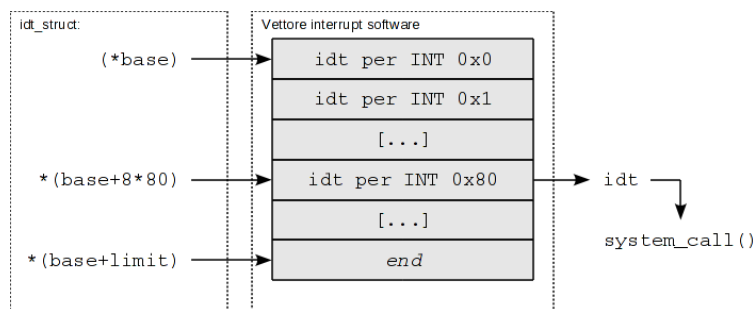 idt_struct:
Vettore interrupt software
(*base)
idt per INT 0x0
idt per INT 0x1
[...]
*(base+8*80)
idt per INT 0x80
idt
[...]
system_call()
*(base+limit)
end